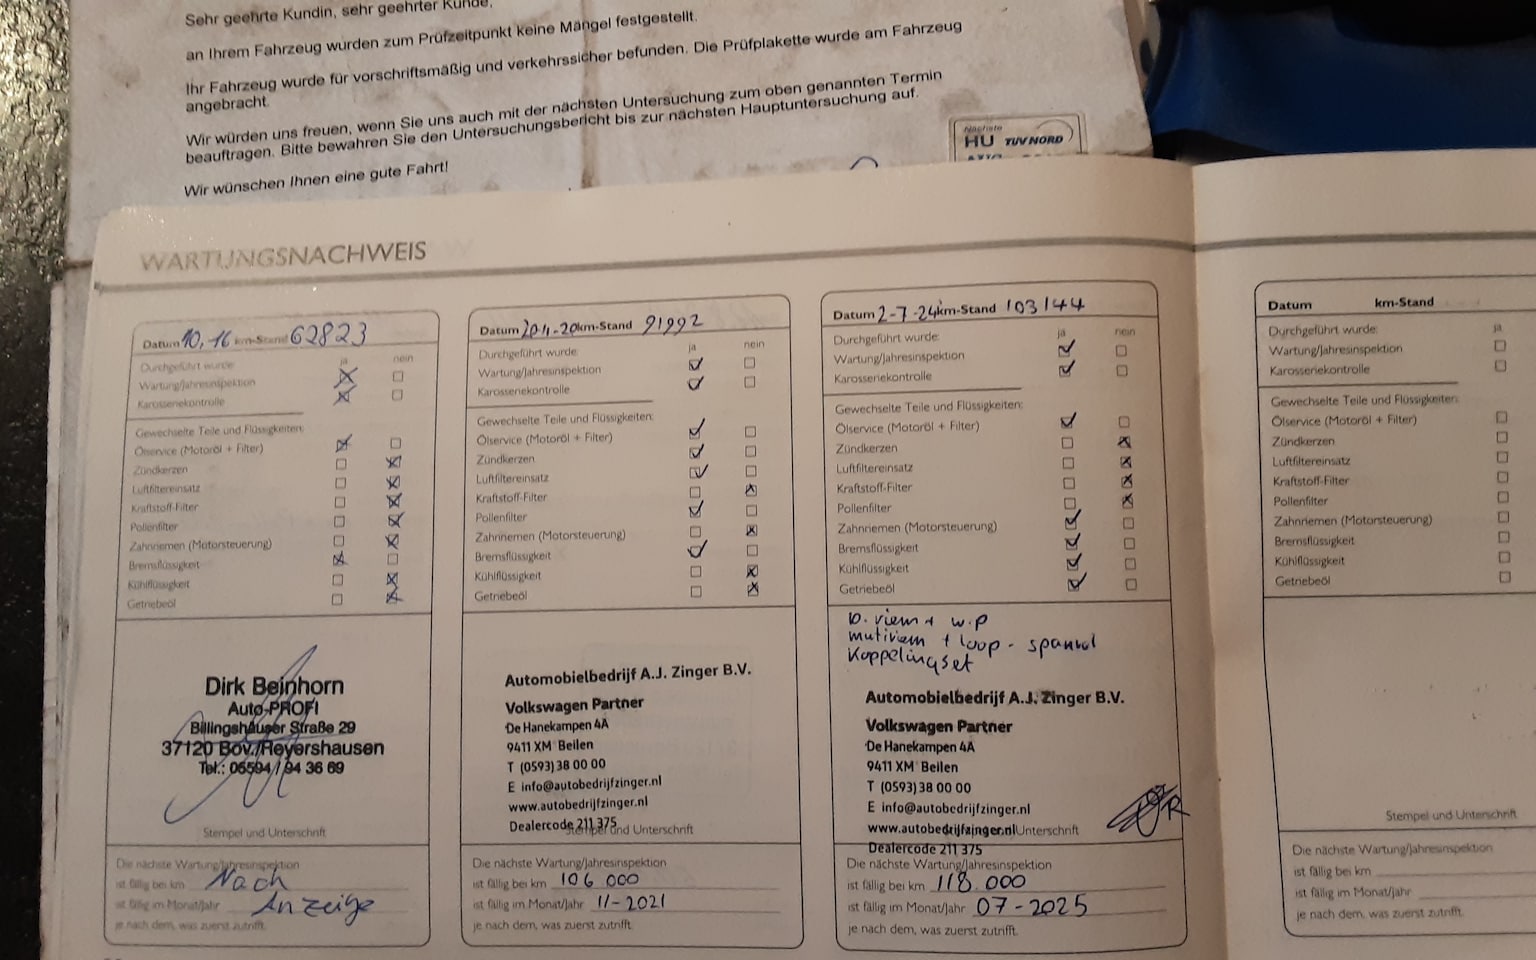 Sehr geehrte Kundin, sehr geehrter Kunde,
an Ihrem Fahrzeug wurden zum Prüfzeitpunkt keine Mängel festgestellt.
Ihr Fahrzeug wurde für vorschriftsmäßig und verkehrssicher befunden. Die Prüfplakette wurde am Fahrzeug
angebracht.
Wir würden uns freuen, wenn Sie uns auch mit der nächsten Untersuchung zum oben genannten Termin
beauftragen. Bitte bewahren Sie den Untersuchungsbericht bis zur nächsten Hauptuntersuchung auf.
Wir wünschen Ihnen eine gute Fahrt!
Nächste
HU TÜV NORD
WARTUNGSNACHWEIS
Datum 10,16 km-Stand 62823
ja nein
Durchgeführt wurde:
Wartung/Jahresinspektion
Karosseriekontrolle
Gewechselte Teile und Flüssigkeiten:
Ölservice (Motoröl + Filter)
Zündkerzen
Luftfiltereinsatz
Kraftstoff-Filter
Pollenfilter
Zahnriemen (Motorsteuerung)
Bremsflüssigkeit
Kühlflüssigkeit
Getriebeöl
Dirk Beinhorn
Auto-PROFI
Billingshäuser Straße 29
37120 Bov./Reyershausen
Tel.: 05594 / 94 36 69
Stempel und Unterschrift
Die nächste Wartung/Jahresinspektion
ist fällig bei km Nach
ist fällig im Monat/Jahr Anzeige
je nach dem, was zuerst zutrifft.
Datum km-Stand 91992
ja nein
Durchgeführt wurde:
Wartung/Jahresinspektion
Karosseriekontrolle
Gewechselte Teile und Flüssigkeiten:
Ölservice (Motoröl + Filter)
Zündkerzen
Luftfiltereinsatz
Kraftstoff-Filter
Pollenfilter
Zahnriemen (Motorsteuerung)
Bremsflüssigkeit
Kühlflüssigkeit
Getriebeöl
Automobielbedrijf A.J. Zinger B.V.
Volkswagen Partner
De Hanekampen 4A
9411 XM Beilen
T (0593) 38 00 00
E info@autobedrijfzinger.nl
www.autobedrijfzinger.nl
Dealercode 211 375
Stempel und Unterschrift
Die nächste Wartung/Jahresinspektion
ist fällig bei km 106 000
ist fällig im Monat/Jahr 11-2021
je nach dem, was zuerst zutrifft.
Datum 2-7-24 km-Stand 103144
ja nein
Durchgeführt wurde:
Wartung/Jahresinspektion
Karosseriekontrolle
Gewechselte Teile und Flüssigkeiten:
Ölservice (Motoröl + Filter)
Zündkerzen
Luftfiltereinsatz
Kraftstoff-Filter
Pollenfilter
Zahnriemen (Motorsteuerung)
Bremsflüssigkeit
Kühlflüssigkeit
Getriebeöl
D. riem + w.p
mutiriem + loop - spanrol
Koppelingset
Automobielbedrijf A.J. Zinger B.V.
Volkswagen Partner
De Hanekampen 4A
9411 XM Beilen
T (0593) 38 00 00
E info@autobedrijfzinger.nl
www.autobedrijfzinger.nl Unterschrift
Dealercode 211 375
Die nächste Wartung/Jahresinspektion
ist fällig bei km 118.000
ist fällig im Monat/Jahr 07-2025
je nach dem, was zuerst zutrifft.
Datum km-Stand
ja
Durchgeführt wurde:
Wartung/Jahresinspektion
Karosseriekontrolle
Gewechselte Teile und Flüssigkeiten:
Ölservice (Motoröl + Filter)
Zündkerzen
Luftfiltereinsatz
Kraftstoff-Filter
Pollenfilter
Zahnriemen (Motorsteuerung)
Bremsflüssigkeit
Kühlflüssigkeit
Getriebeöl
Stempel und Unterschrift
Die nächste Wartung/Jahresinspektion
ist fällig bei km
ist fällig im Monat/Jahr
je nach dem, was zuerst zutrifft.